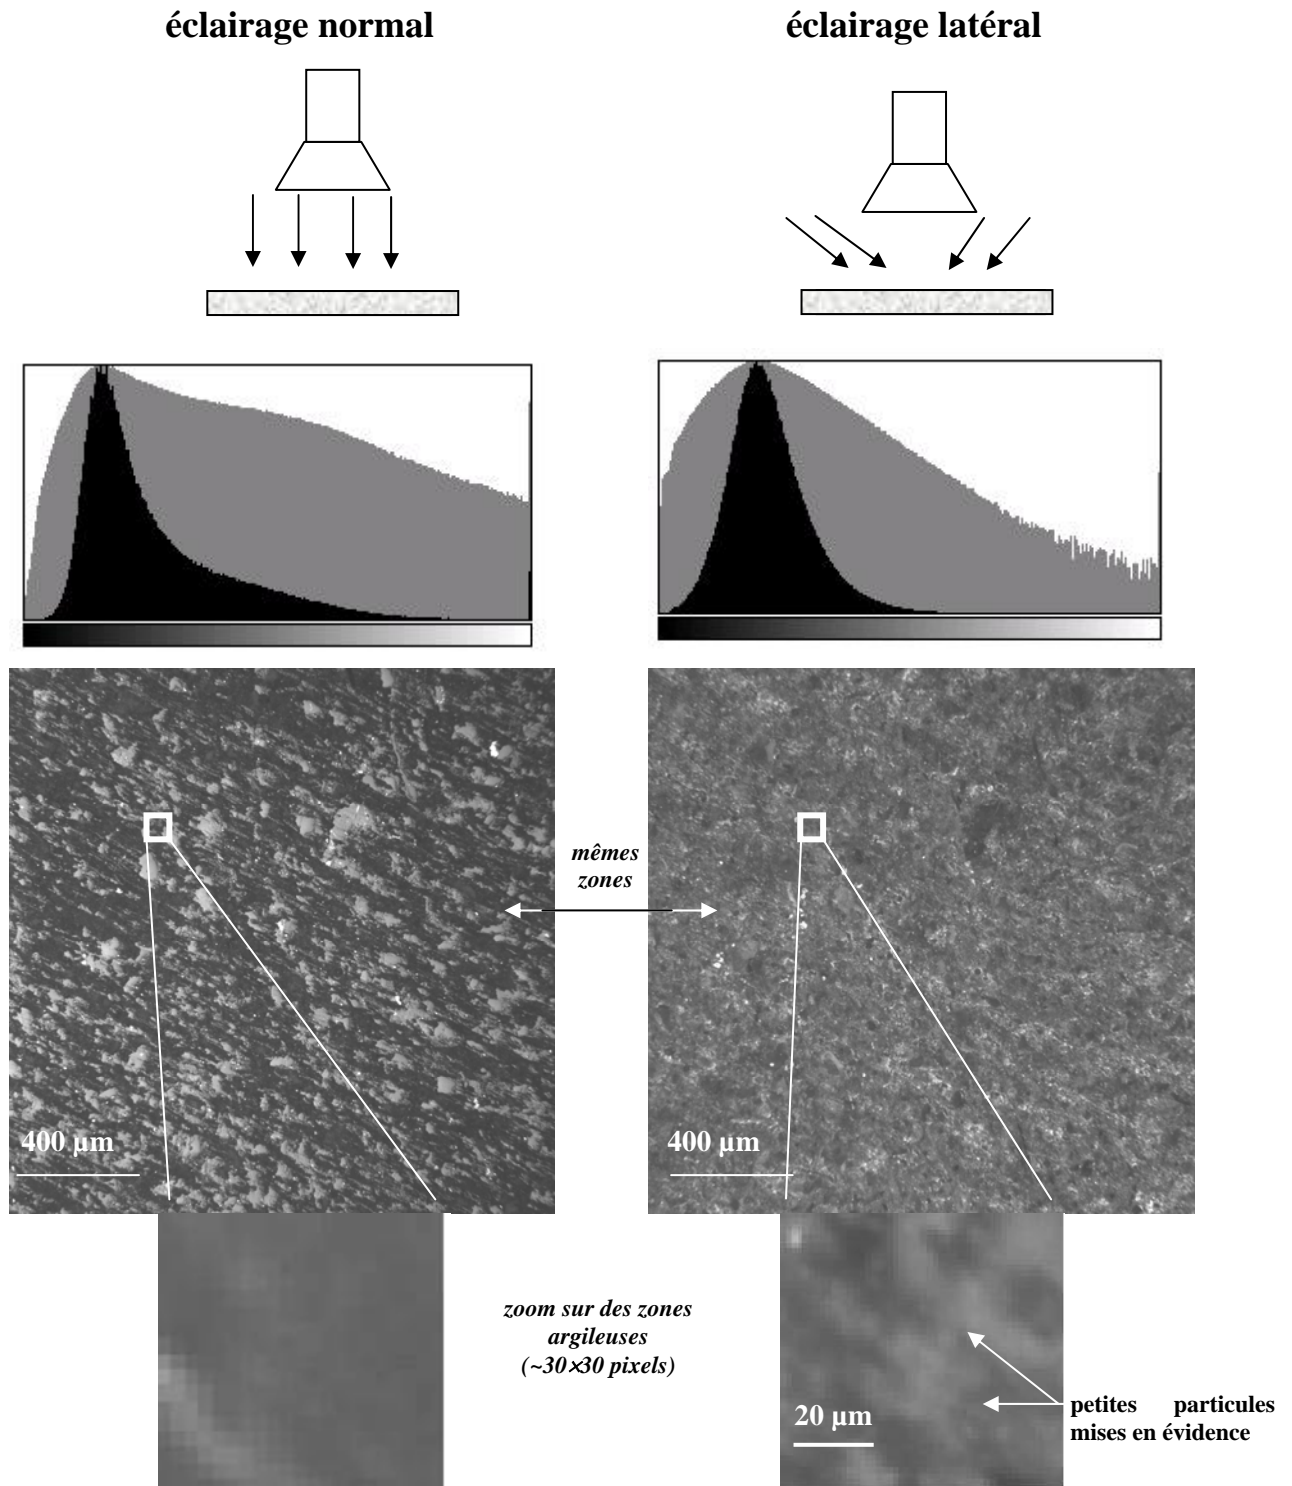 éclairage normal
éclairage latéral
mêmes
zones
400 µm
400 µm
zoom sur des zones
argileuses
(~30×30 pixels)
20 µm
petites particules
mises en évidence